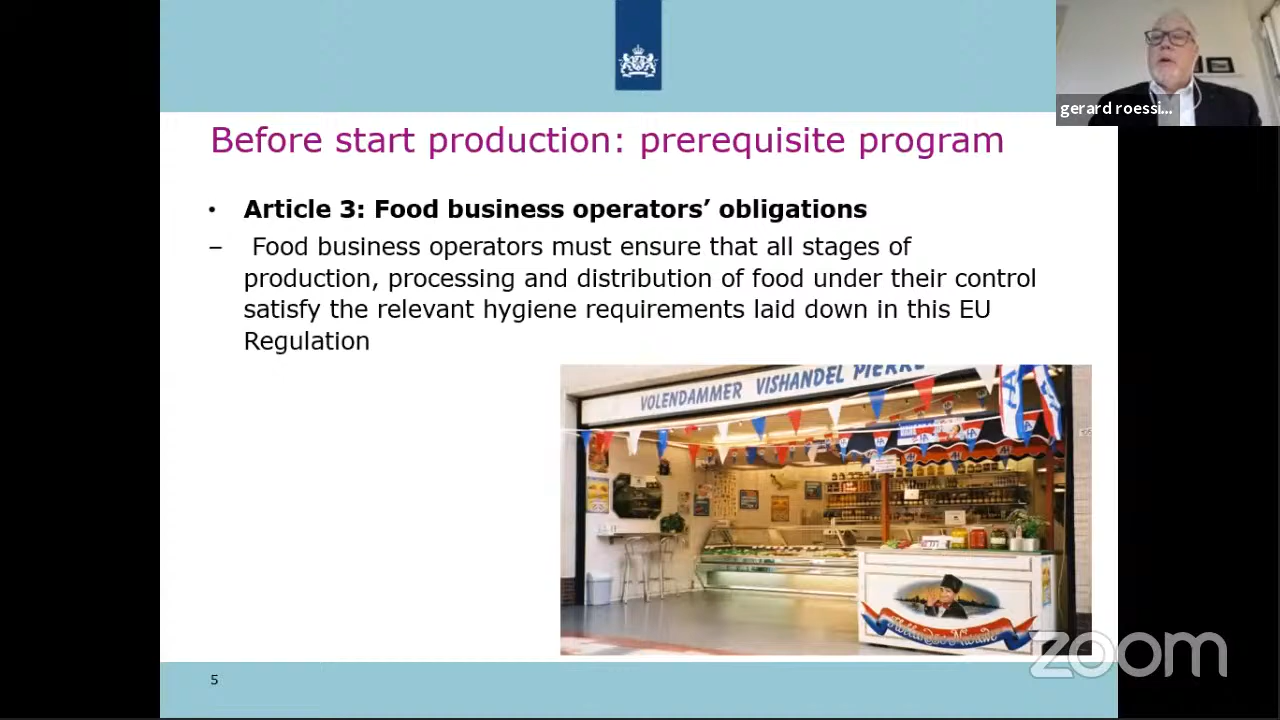 gerard roessi...
Before start production: prerequisite program
• Article 3: Food business operators’ obligations
– Food business operators must ensure that all stages of
production, processing and distribution of food under their control
satisfy the relevant hygiene requirements laid down in this EU
Regulation
VOLENDAMMER VISHANDEL PIERRE
Hollandse Nieuwe
zoom
5